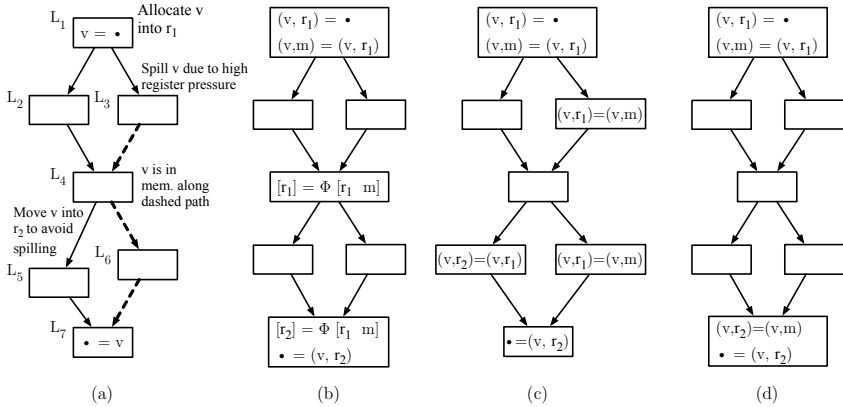 L1
v = •
Allocate v
into r1
Spill v due to high
register pressure
L2
L3
L4
v is in
mem. along
dashed path
Move v into
r2 to avoid
spilling
L5
L6
L7
• = v
(a)
(v, r1) = •
(v,m) = (v, r1)
[r1] = Φ [r1 m]
[r2] = Φ [r1 m]
• = (v, r2)
(b)
(v, r1) = •
(v,m) = (v, r1)
(v,r1)=(v,m)
(v,r2)=(v,r1)
(v,r1)=(v,m)
•=(v, r2)
(c)
(v, r1) = •
(v,m) = (v, r1)
(v,r2)=(v,m)
• = (v, r2)
(d)